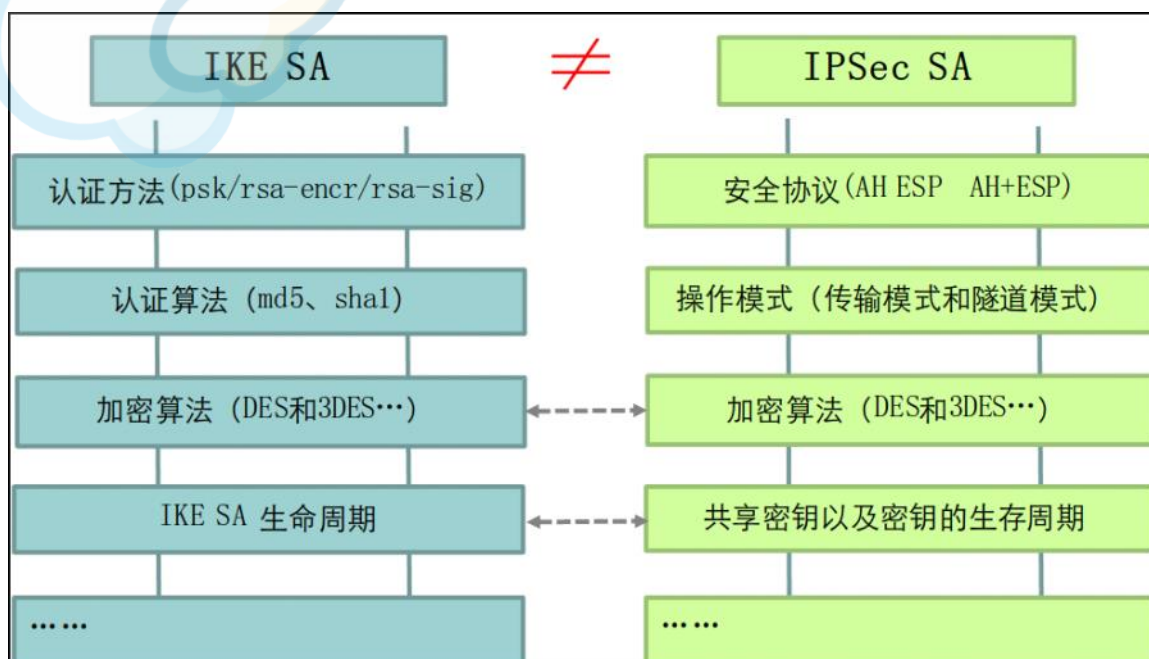 IKE SA
≠
IPSec SA
认证方法(psk/rsa-encr/rsa-sig)
安全协议(AH ESP AH+ESP)
认证算法（md5、sha1）
操作模式（传输模式和隧道模式）
加密算法（DES和3DES…）
加密算法（DES和3DES…）
IKE SA 生命周期
共享密钥以及密钥的生存周期
……
……